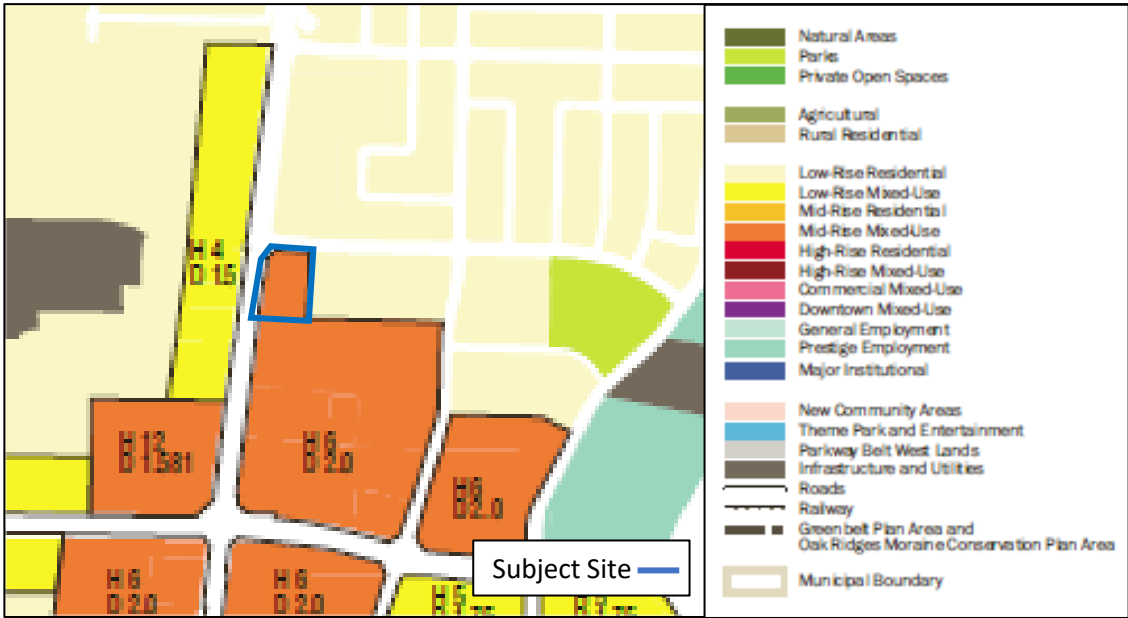 H 4
D 1.5
H 12
D 1.581
H 6
D 2.0
H 6
D 2.0
H 6
D 2.0
H 6
D 2.0
H 5
Subject Site
Natural Areas
Parks
Private Open Spaces
Agricultural
Rural Residential
Low-Rise Residential
Low-Rise Mixed-Use
Mid-Rise Residential
Mid-Rise Mixed-Use
High-Rise Residential
High-Rise Mixed-Use
Commercial Mixed-Use
Downtown Mixed-Use
General Employment
Prestige Employment
Major Institutional
New Community Areas
Theme Park and Entertainment
Parkway Belt West Lands
Infrastructure and Utilities
Roads
Railway
Greenbelt Plan Area and
Oak Ridges Moraine Conservation Plan Area
Municipal Boundary